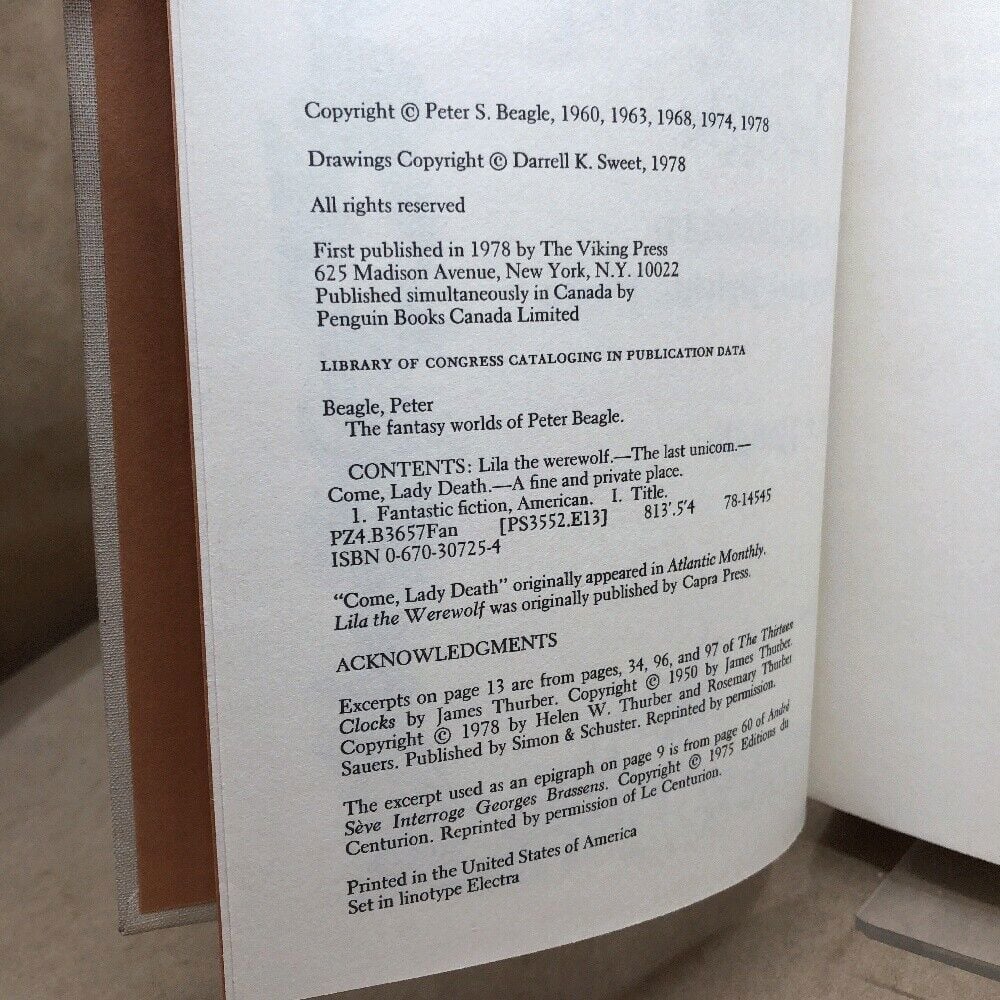 Copyright © Peter S. Beagle, 1960, 1963, 1968, 1974, 1978
Drawings Copyright © Darrell K. Sweet, 1978
All rights reserved
First published in 1978 by The Viking Press
625 Madison Avenue, New York, N.Y. 10022
Published simultaneously in Canada by
Penguin Books Canada Limited
LIBRARY OF CONGRESS CATALOGING IN PUBLICATION DATA
Beagle, Peter
The fantasy worlds of Peter Beagle.
CONTENTS: Lila the werewolf.—The last unicorn.—
Come, Lady Death.—A fine and private place.
1. Fantastic fiction, American. I. Title.
PZ4.B3657Fan [PS3552.E13] 813'.5'4 78-14545
ISBN 0-670-30725-4
“Come, Lady Death” originally appeared in Atlantic Monthly.
Lila the Werewolf was originally published by Capra Press.
ACKNOWLEDGMENTS
Excerpts on page 13 are from pages, 34, 96, and 97 of The Thirteen
Clocks by James Thurber. Copyright © 1950 by James Thurber.
Copyright © 1978 by Helen W. Thurber and Rosemary Thurber
Sauers. Published by Simon & Schuster. Reprinted by permission.
The excerpt used as an epigraph on page 9 is from page 60 of André
Sève Interroge Georges Brassens. Copyright © 1975 Editions du
Centurion. Reprinted by permission of Le Centurion.
Printed in the United States of America
Set in linotype Electra